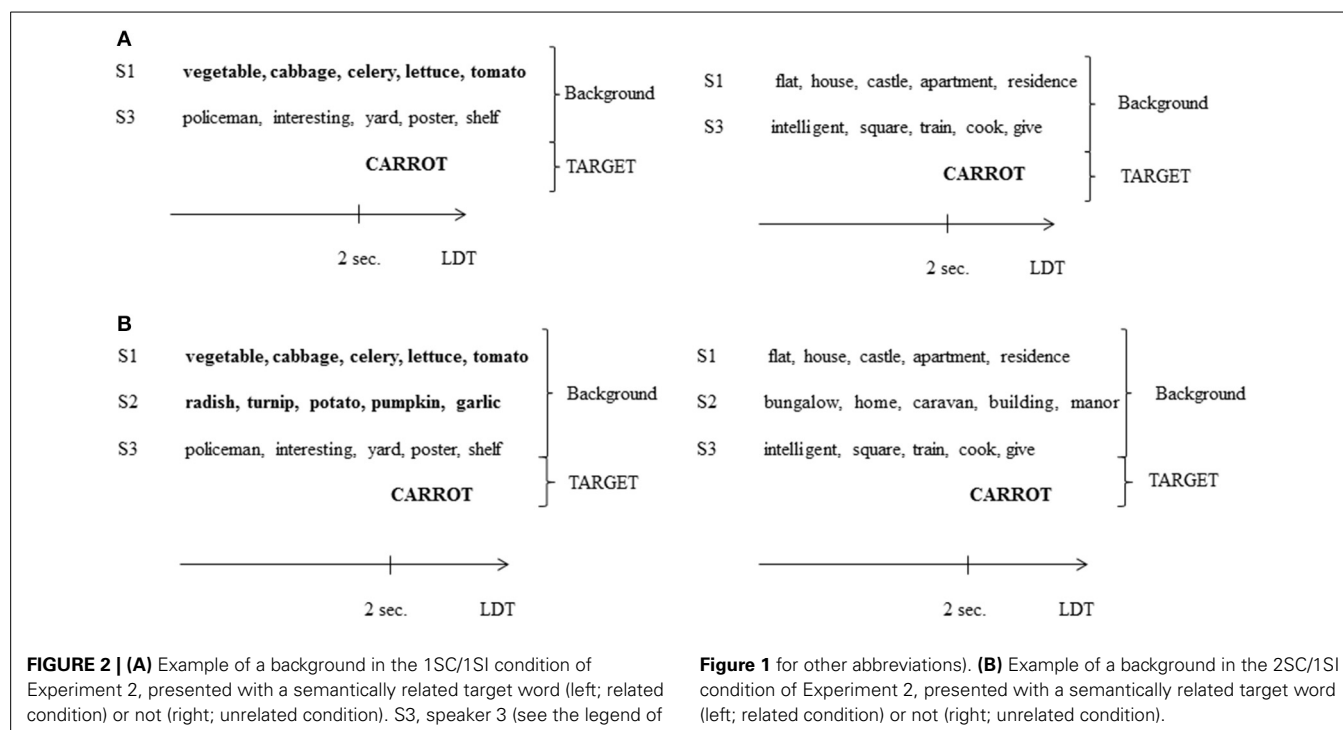 A
S1 vegetable, cabbage, celery, lettuce, tomato
S3 policeman, interesting, yard, poster, shelf
Background
CARROT
TARGET
2 sec. LDT
S1 flat, house, castle, apartment, residence
S3 intelligent, square, train, cook, give
Background
CARROT
TARGET
2 sec. LDT
B
S1 vegetable, cabbage, celery, lettuce, tomato
S2 radish, turnip, potato, pumpkin, garlic
S3 policeman, interesting, yard, poster, shelf
Background
CARROT
TARGET
2 sec. LDT
S1 flat, house, castle, apartment, residence
S2 bungalow, home, caravan, building, manor
S3 intelligent, square, train, cook, give
Background
CARROT
TARGET
2 sec. LDT
FIGURE 2 | (A) Example of a background in the 1SC/1SI condition of
Experiment 2, presented with a semantically related target word (left; related
condition) or not (right; unrelated condition). S3, speaker 3 (see the legend of
Figure 1 for other abbreviations). (B) Example of a background in the 2SC/1SI
condition of Experiment 2, presented with a semantically related target word
(left; related condition) or not (right; unrelated condition).